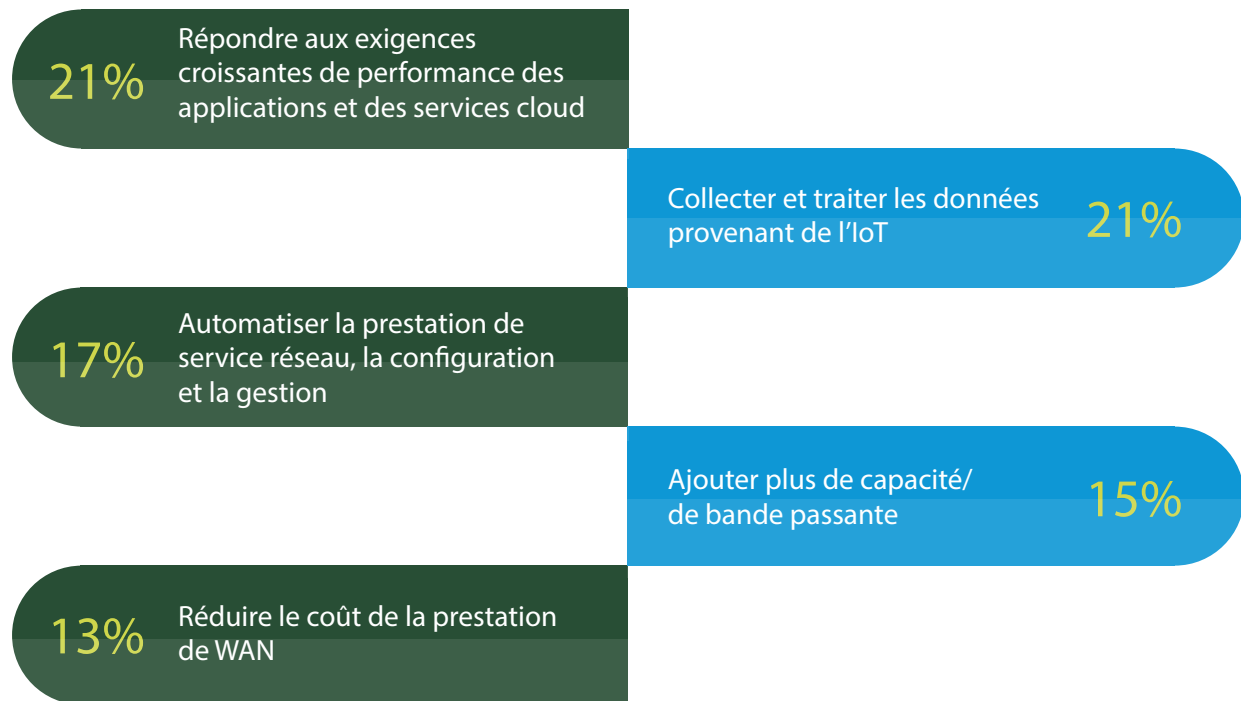 21%
Répondre aux exigences
croissantes de performance des
applications et des services cloud
Collecter et traiter les données
provenant de l’IoT
21%
17%
Automatiser la prestation de
service réseau, la configuration
et la gestion
Ajouter plus de capacité/
de bande passante
15%
13%
Réduire le coût de la prestation
de WAN